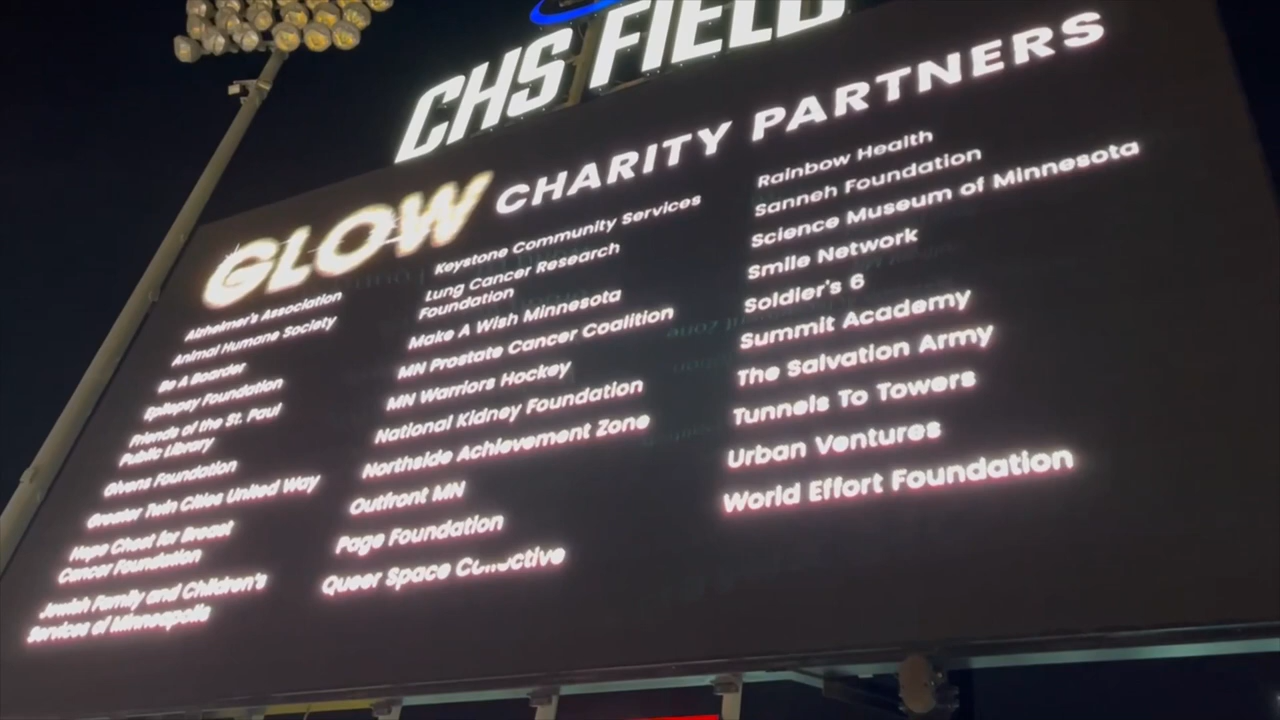 CHS FIELD
GLOW CHARITY PARTNERS
Alzheimer's Association
Animal Humane Society
Be A Boarder
Epilepsy Foundation
Friends of the St. Paul
Public Library
Givens Foundation
Greater Twin Cities United Way
Hope Chest for Breast
Cancer Foundation
Jewish Family and Children's
Services of Minneapolis
Keystone Community Services
Lung Cancer Research
Foundation
Make A Wish Minnesota
MN Prostate Cancer Coalition
MN Warriors Hockey
National Kidney Foundation
Northside Achievement Zone
Outfront MN
Page Foundation
Queer Space Collective
Rainbow Health
Sanneh Foundation
Science Museum of Minnesota
Smile Network
Soldier's 6
Summit Academy
The Salvation Army
Tunnels To Towers
Urban Ventures
World Effort Foundation